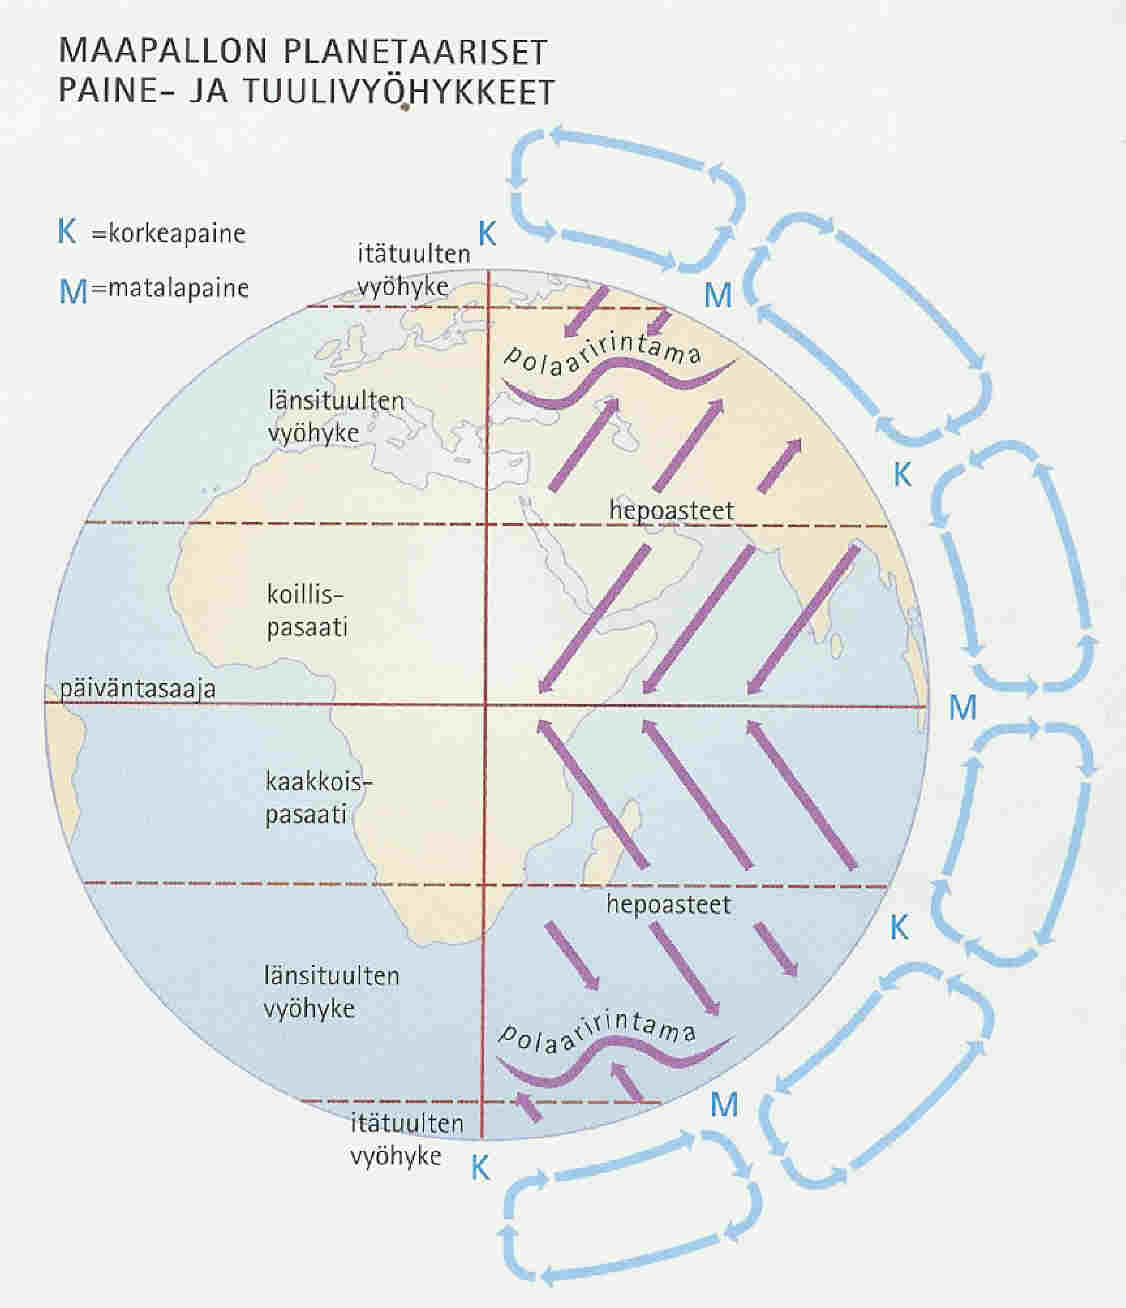 MAAPALLON PLANETAARISET
PAINE- JA TUULIVYÖHYKKEET
K =korkeapaine
M=matalapaine
K
itätuulten
vyöhyke
M
polaaririntama
länsituulten
vyöhyke
K
hepoasteet
koillis-
pasaati
päiväntasaaja
M
kaakkois-
pasaati
hepoasteet
K
länsituulten
vyöhyke
polaaririntama
M
itätuulten
vyöhyke
K